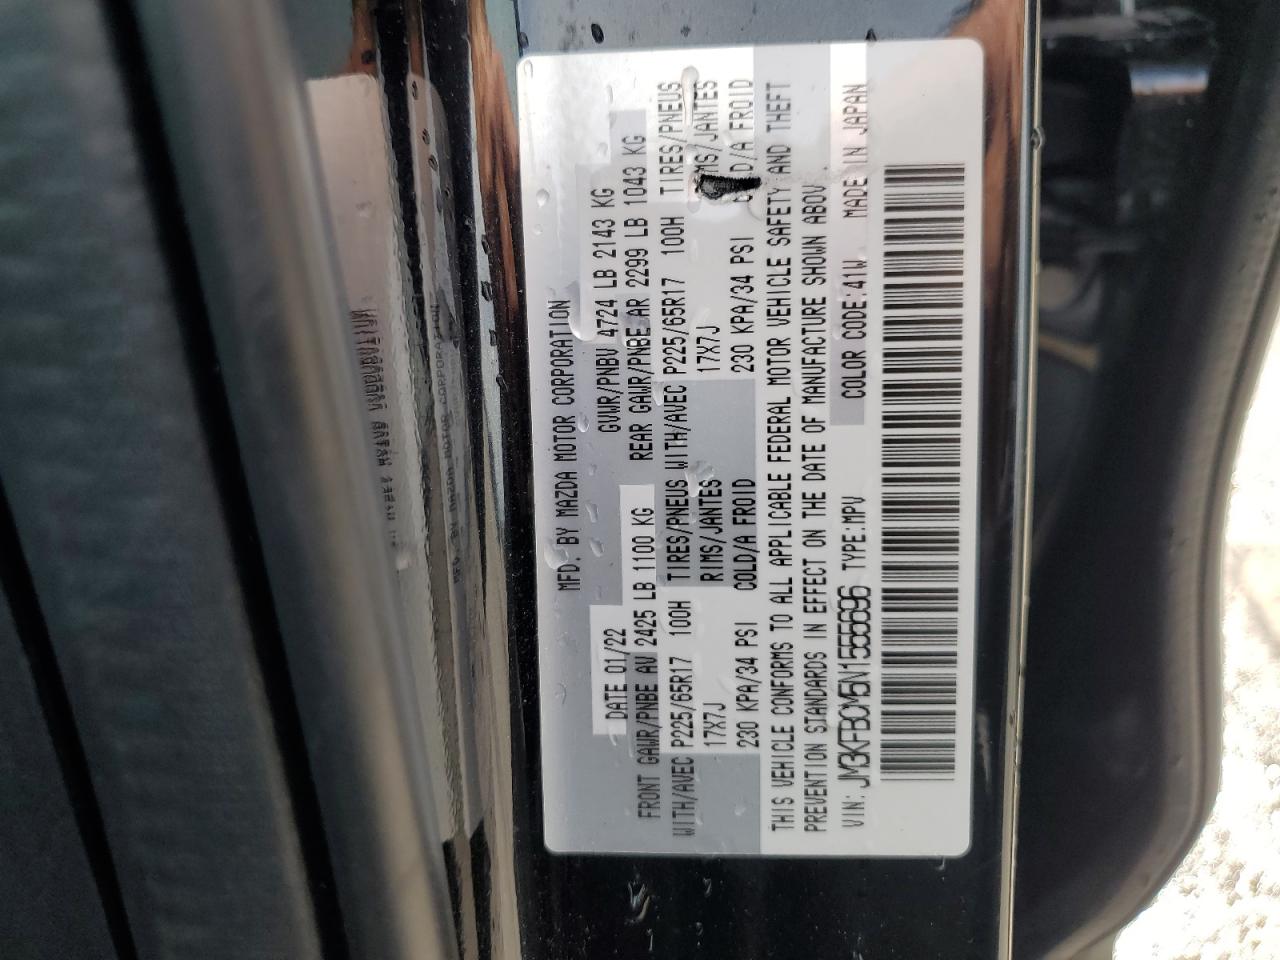 MFD. BY MAZDA MOTOR CORPORATION
DATE 01/22 GVWR/PNBV 4724 LB 2143 KG
FRONT GAWR/PNBE AV 2425 LB 1100 KG REAR GAWR/PNBE AR 2299 LB 1043 KG
WITH/AVEC P225/65R17 100H TIRES/PNEUS WITH/AVEC P225/65R17 100H TIRES/PNEUS
17X7J RIMS/JANTES 17X7J MS/JANTES
230 KPA/34 PSI COLD/A FROID 230 KPA/34 PSI D/A FROID
THIS VEHICLE CONFORMS TO ALL APPLICABLE FEDERAL MOTOR VEHICLE SAFETY AND THEFT
PREVENTION STANDARDS IN EFFECT ON THE DATE OF MANUFACTURE SHOWN ABOV
VIN: JM3KFBCM5N1555696 TYPE:MPV COLOR CODE:41W MADE IN JAPAN